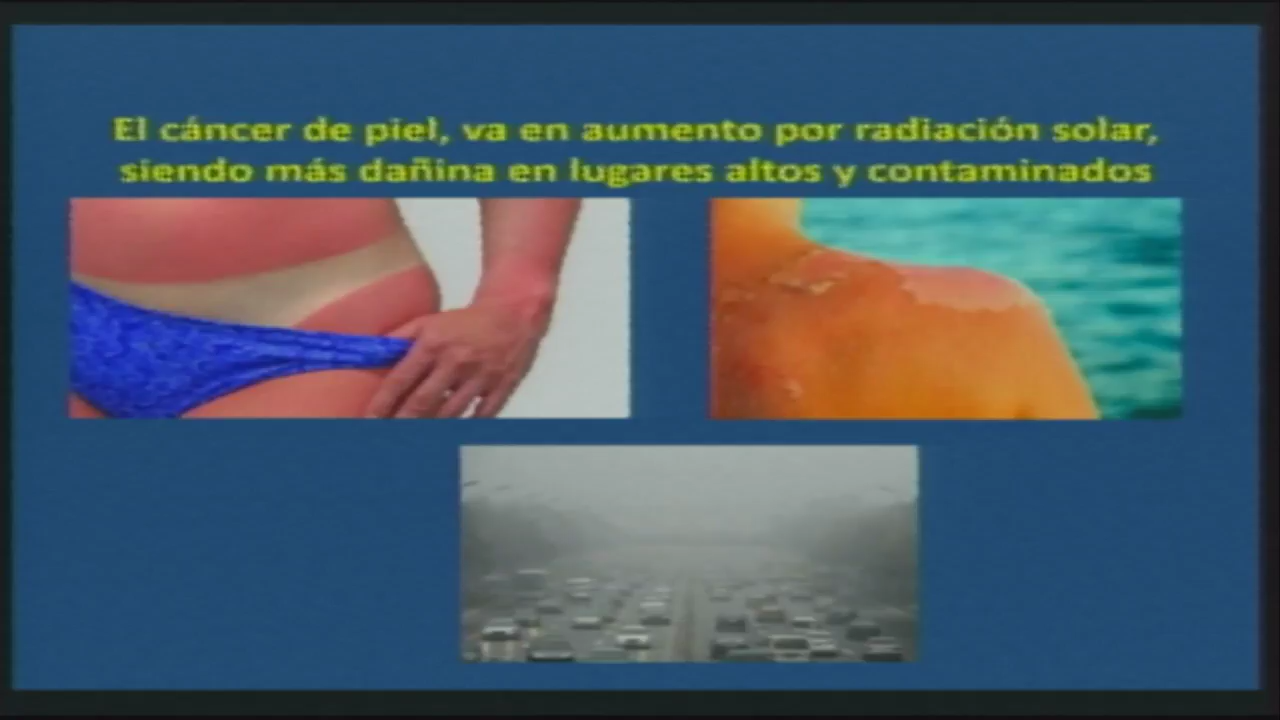 El cáncer de piel, va en aumento por radiación solar,
siendo más dañina en lugares altos y contaminados